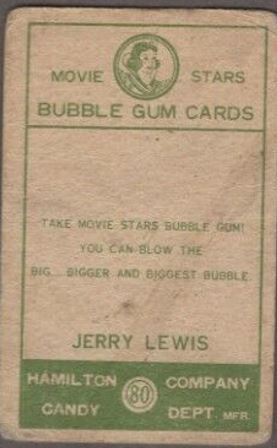 MOVIE STARS
BUBBLE GUM CARDS
TAKE MOVIE STARS BUBBLE GUM!
YOU CAN BLOW THE
BIG... BIGGER AND BIGGEST BUBBLE.
JERRY LEWIS
HAMILTON 80 COMPANY
CANDY DEPT. MFR.